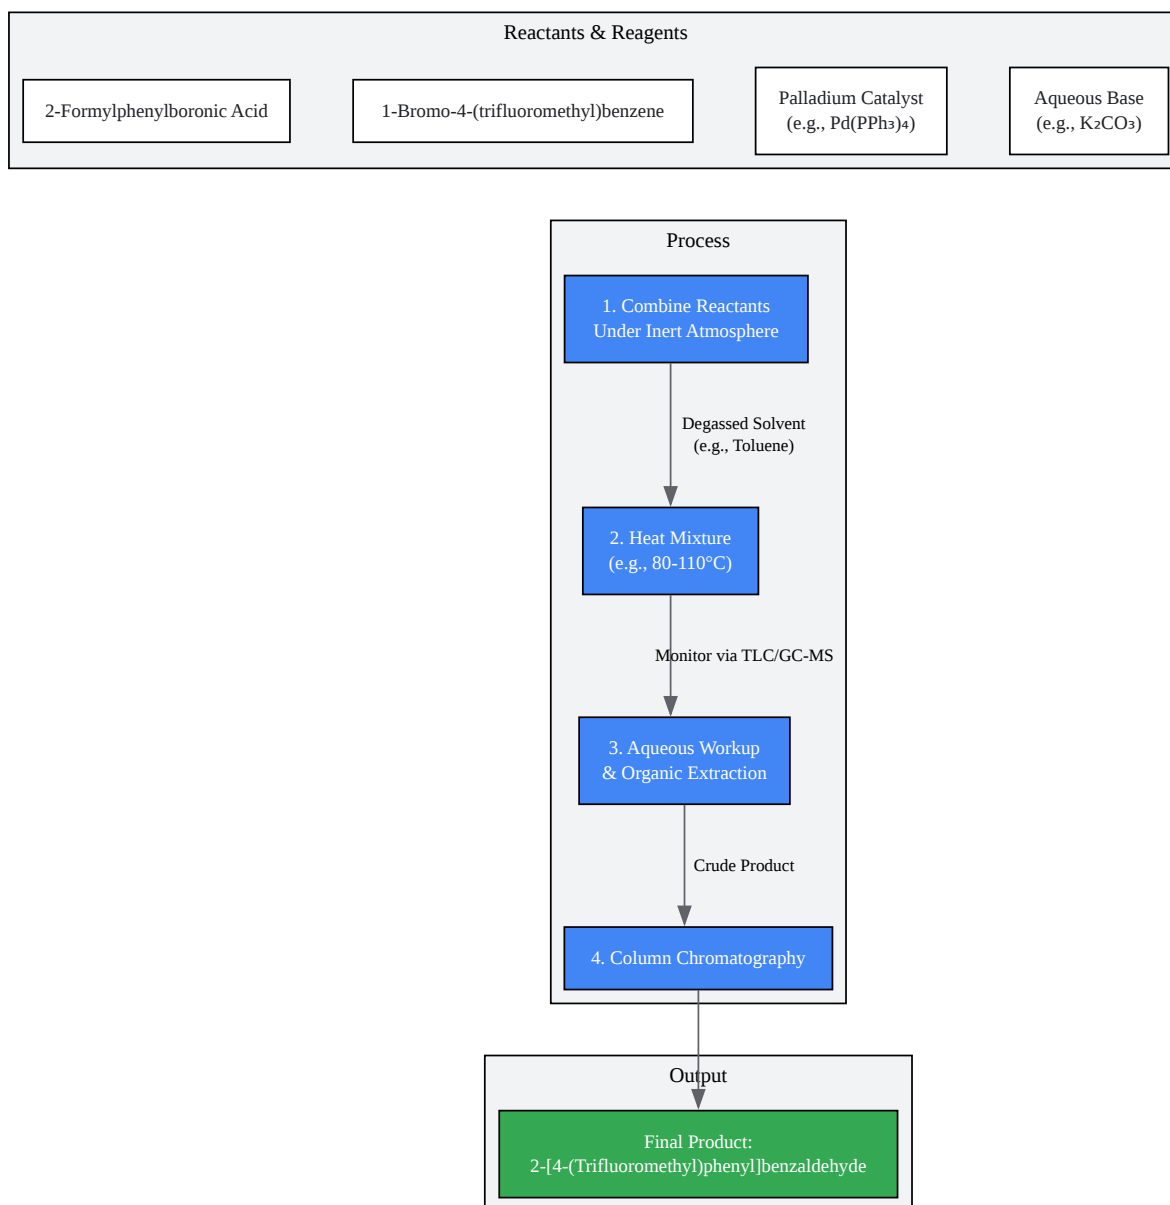 Reactants & Reagents
2-Formylphenylboronic Acid
1-Bromo-4-(trifluoromethyl)benzene
Palladium Catalyst
(e.g., Pd(PPh₃)₄)
Aqueous Base
(e.g., K₂CO₃)
Process
1. Combine Reactants
Under Inert Atmosphere
Degassed Solvent
(e.g., Toluene)
2. Heat Mixture
(e.g., 80-110°C)
Monitor via TLC/GC-MS
3. Aqueous Workup
& Organic Extraction
Crude Product
4. Column Chromatography
Output
Final Product:
2-[4-(Trifluoromethyl)phenyl]benzaldehyde